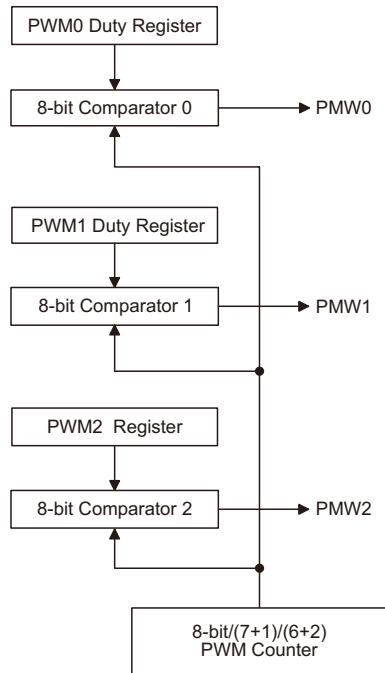 PWM0 Duty Register
8-bit Comparator 0
PMW0
PWM1 Duty Register
8-bit Comparator 1
PMW1
PWM2 Register
8-bit Comparator 2
PMW2
8-bit/(7+1)/(6+2)
PWM Counter